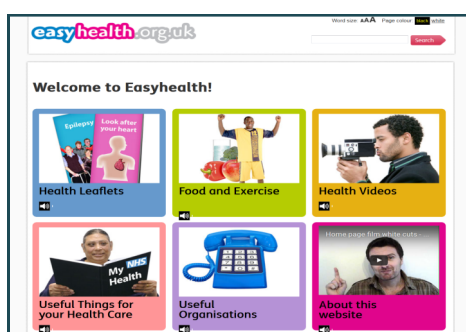 Word size AAA Page colour black white
easyhealth.org.uk
Search
Welcome to Easyhealth!
Epilepsy
Look after
your heart
Health Leaflets
Food and Exercise
Health Videos
My NHS
Health
Home page film white cuts -
Useful Things for
your Health Care
Useful
Organisations
About this
website